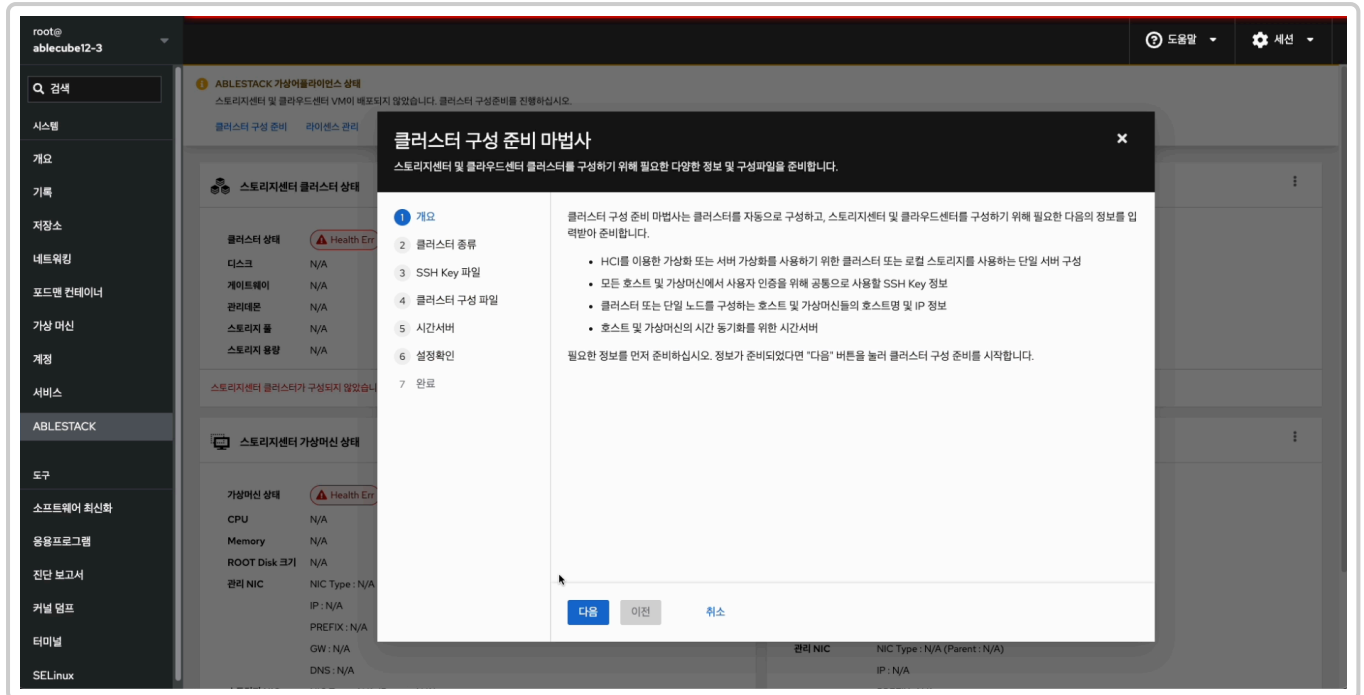 root@
ablecube12-3
도움말
세션
검색
시스템
개요
기록
저장소
네트워킹
포드맨 컨테이너
가상 머신
계정
서비스
ABLESTACK
도구
소프트웨어 최신화
응용프로그램
진단 보고서
커널 덤프
터미널
SELinux
ABLESTACK 가상어플라이언스 상태
스토리지센터 및 클라우드센터 VM이 배포되지 않았습니다. 클러스터 구성준비를 진행하십시오.
클러스터 구성 준비 라이센스 관리
스토리지센터 클러스터 상태
클러스터 상태 Health Err
디스크 N/A
게이트웨이 N/A
관리데몬 N/A
스토리지 풀 N/A
스토리지 용량 N/A
스토리지센터 클러스터가 구성되지 않았습니
스토리지센터 가상머신 상태
가상머신 상태 Health Err
CPU N/A
Memory N/A
ROOT Disk 크기 N/A
관리 NIC NIC Type : N/A
IP : N/A
PREFIX : N/A
GW : N/A
DNS : N/A
관리 NIC NIC Type : N/A (Parent : N/A)
IP : N/A
클러스터 구성 준비 마법사
스토리지센터 및 클라우드센터 클러스터를 구성하기 위해 필요한 다양한 정보 및 구성파일을 준비합니다.
1 개요
2 클러스터 종류
3 SSH Key 파일
4 클러스터 구성 파일
5 시간서버
6 설정확인
7 완료
클러스터 구성 준비 마법사는 클러스터를 자동으로 구성하고, 스토리지센터 및 클라우드센터를 구성하기 위해 필요한 다음의 정보를 입
력받아 준비합니다.
• HCI를 이용한 가상화 또는 서버 가상화를 사용하기 위한 클러스터 또는 로컬 스토리지를 사용하는 단일 서버 구성
• 모든 호스트 및 가상머신에서 사용자 인증을 위해 공통으로 사용할 SSH Key 정보
• 클러스터 또는 단일 노드를 구성하는 호스트 및 가상머신들의 호스트명 및 IP 정보
• 호스트 및 가상머신의 시간 동기화를 위한 시간서버
필요한 정보를 먼저 준비하십시오. 정보가 준비되었다면 "다음" 버튼을 눌러 클러스터 구성 준비를 시작합니다.
다음 이전 취소